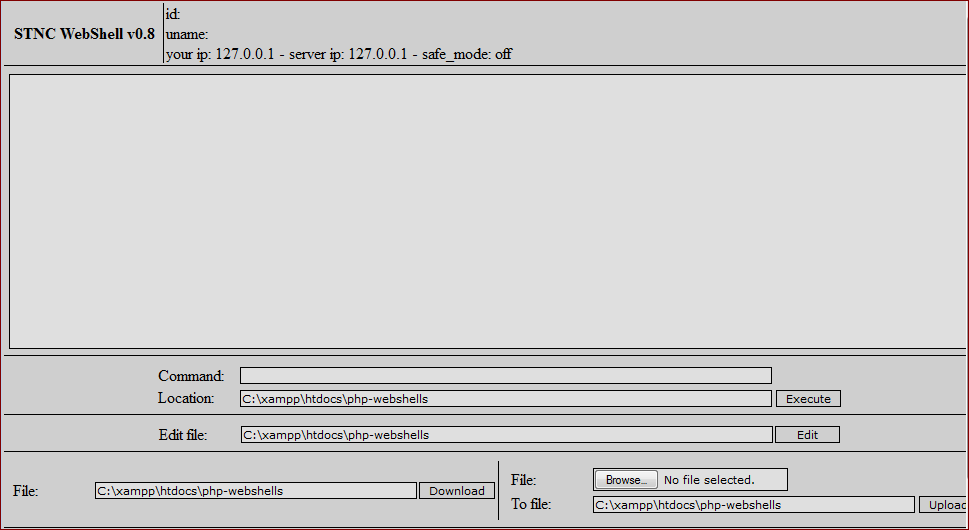 STNC WebShell v0.8
id:
uname:
your ip: 127.0.0.1 - server ip: 127.0.0.1 - safe_mode: off
Command:
Location: C:\xampp\htdocs\php-webshells Execute
Edit file: C:\xampp\htdocs\php-webshells Edit
File: C:\xampp\htdocs\php-webshells Download
File: Browse... No file selected.
To file: C:\xampp\htdocs\php-webshells Upload